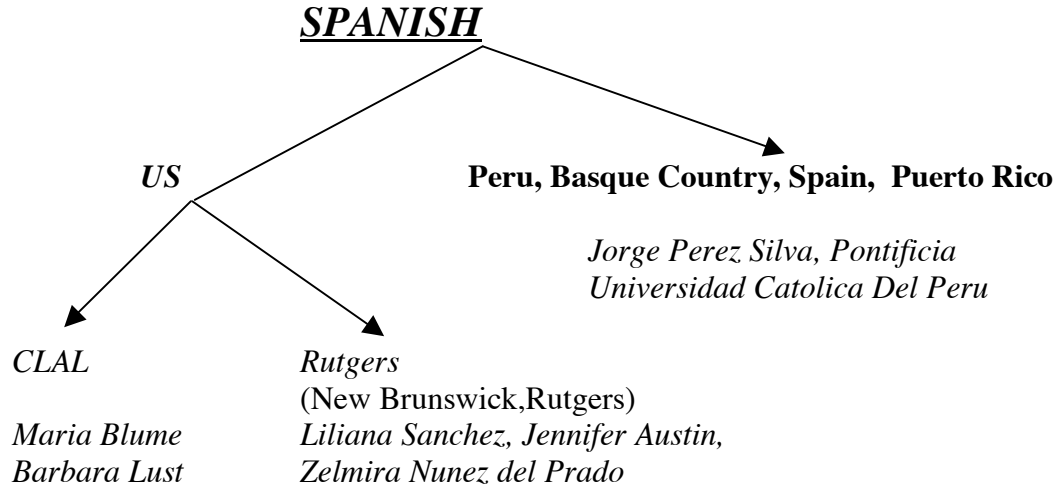 SPANISH
US
Peru, Basque Country, Spain, Puerto Rico
Jorge Perez Silva, Pontificia
Universidad Catolica Del Peru
CLAL
Rutgers
(New Brunswick,Rutgers)
Maria Blume
Liliana Sanchez, Jennifer Austin,
Barbara Lust
Zelmira Nunez del Prado